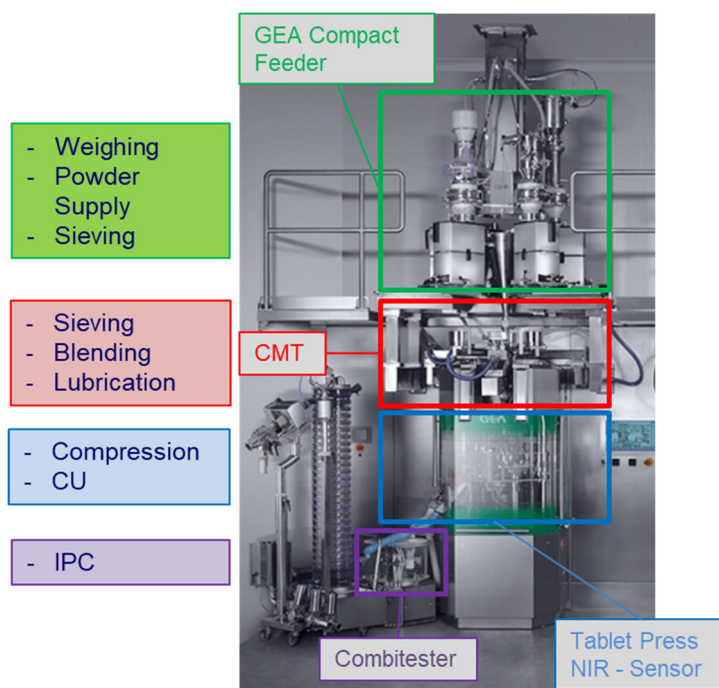 GEA Compact
Feeder
- Weighing
- Powder
Supply
- Sieving
GEA
- Sieving
- Blending
- Lubrication
CMT
GEA
- Compression
- CU
- IPC
Combitester
Tablet Press
NIR - Sensor